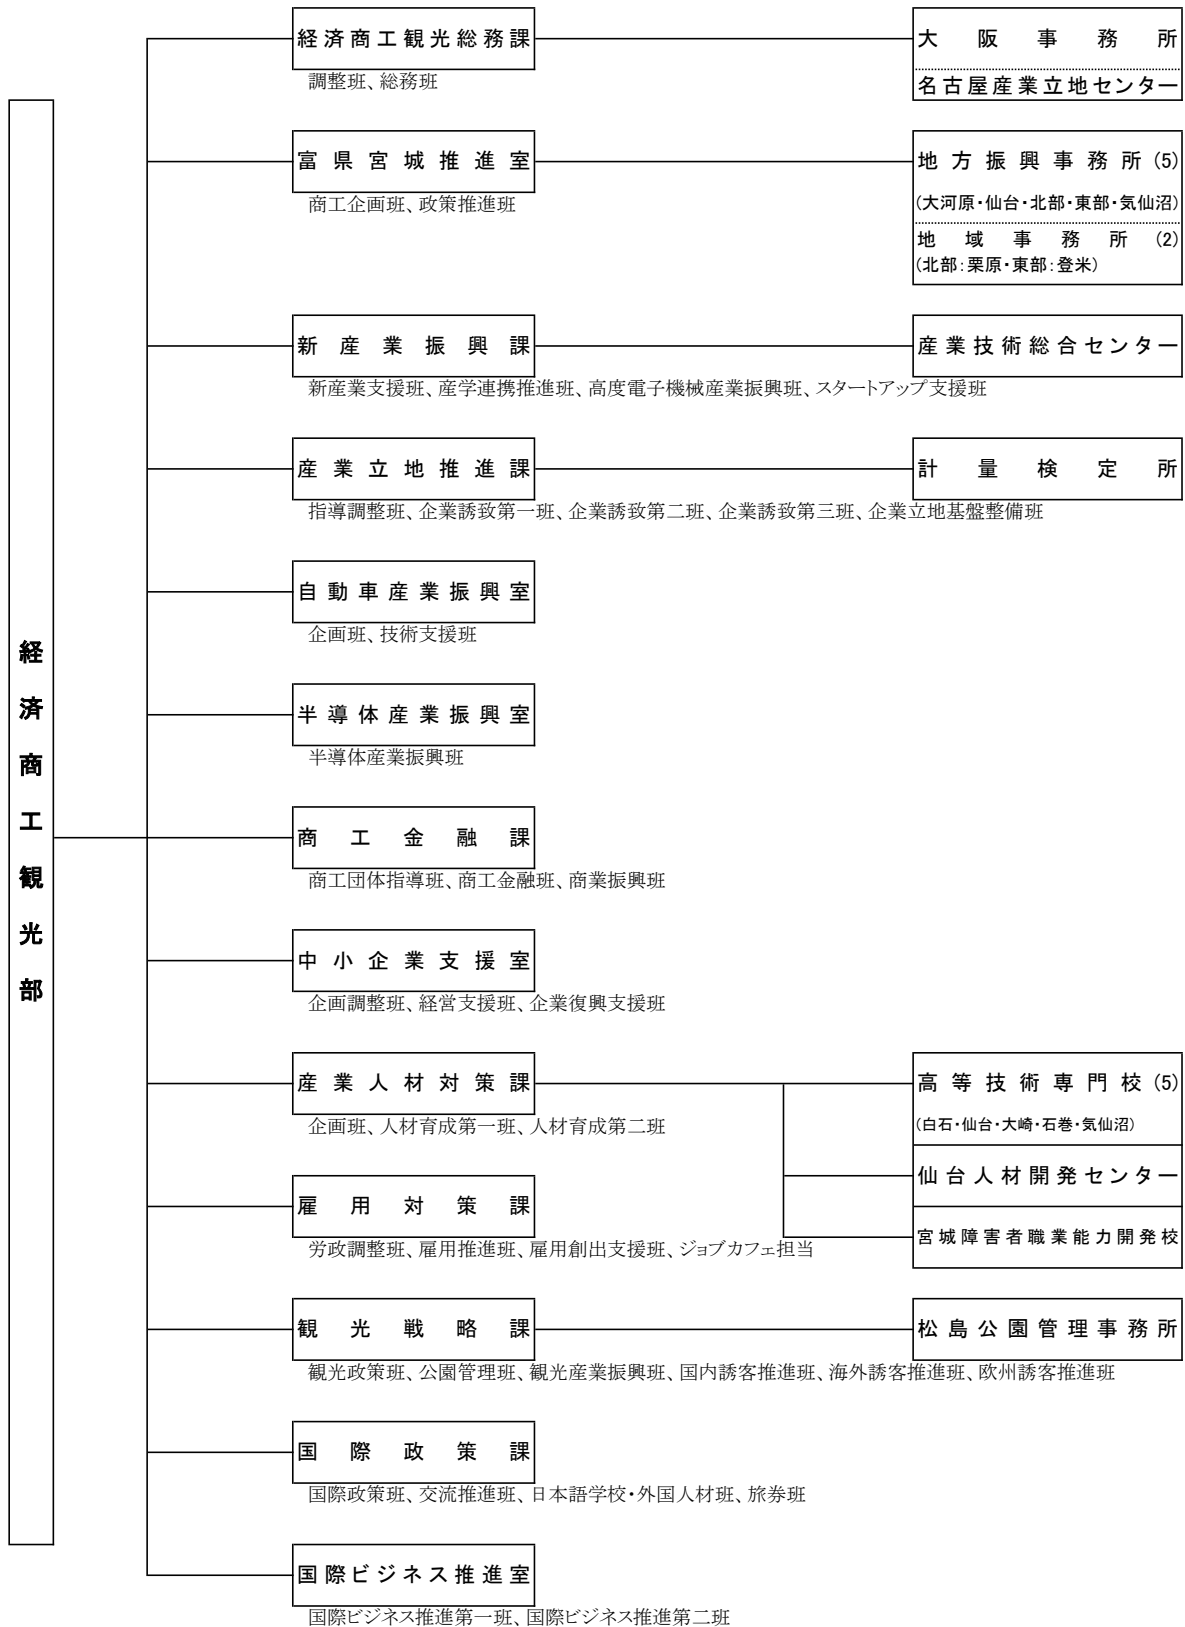 経済商工観光部
経済商工観光総務課
調整班、総務班
大阪事務所
名古屋産業立地センター
富県宮城推進室
商工企画班、政策推進班
地方振興事務所(5)
(大河原・仙台・北部・東部・気仙沼)
地域事務所(2)
(北部:栗原・東部:登米)
新産業振興課
新産業支援班、産学連携推進班、高度電子機械産業振興班、スタートアップ支援班
産業技術総合センター
産業立地推進課
指導調整班、企業誘致第一班、企業誘致第二班、企業誘致第三班、企業立地基盤整備班
計量検定所
自動車産業振興室
企画班、技術支援班
半導体産業振興室
半導体産業振興班
商工金融課
商工団体指導班、商工金融班、商業振興班
中小企業支援室
企画調整班、経営支援班、企業復興支援班
産業人材対策課
企画班、人材育成第一班、人材育成第二班
高等技術専門校(5)
(白石・仙台・大崎・石巻・気仙沼)
仙台人材開発センター
宮城障害者職業能力開発校
雇用対策課
労政調整班、雇用推進班、雇用創出支援班、ジョブカフェ担当
観光戦略課
観光政策班、公園管理班、観光産業振興班、国内誘客推進班、海外誘客推進班、欧州誘客推進班
松島公園管理事務所
国際政策課
国際政策班、交流推進班、日本語学校・外国人材班、旅券班
国際ビジネス推進室
国際ビジネス推進第一班、国際ビジネス推進第二班